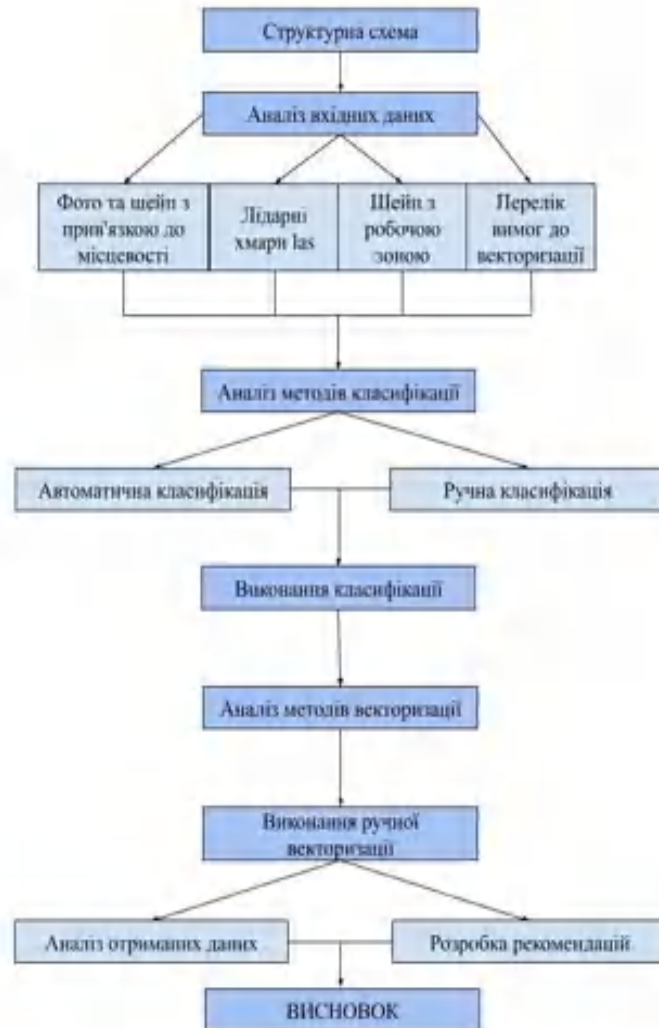 Структурна схема
Аналіз вхідних даних
Фото та шейп з
прив'язкою до
місцевості
Лідарні
хмари las
Шейп з
робочою
зоною
Перелік
вимог до
векторизації
Аналіз методів класифікації
Автоматична класифікація
Ручна класифікація
Виконання класифікації
Аналіз методів векторизації
Виконання ручної
векторизації
Аналіз отриманих даних
Розробка рекомендацій
ВИСНОВОК